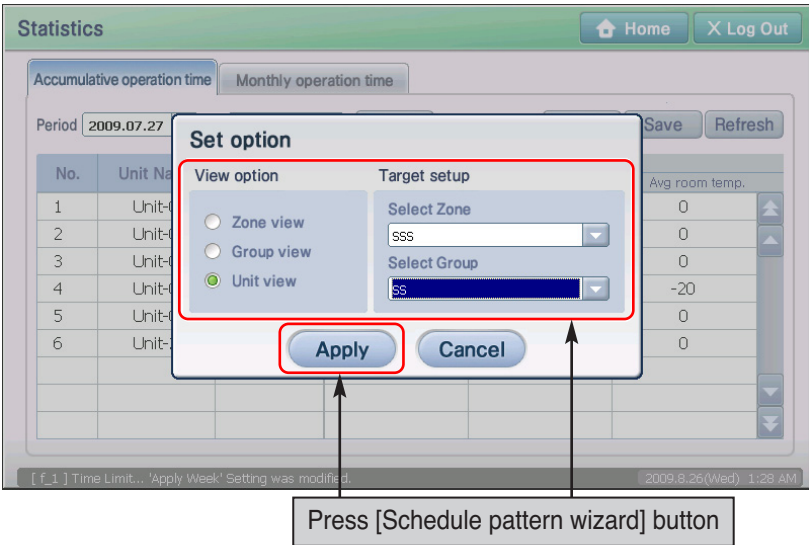 Statistics
Home
X Log Out
Accumulative operation time
Monthly operation time
Period 2009.07.27
Save
Refresh
Set option
No.
View option
Target setup
Avg room temp.
1
Select Zone
0
Zone view
sss
2
0
Group view
Select Group
3
0
Unit view
ss
4
-20
5
0
6
Apply
Cancel
0
[ f_1 ] Time Limit... 'Apply Week' Setting was modified.
2009.8.26(Wed) 1:28 AM
Press [Schedule pattern wizard] button